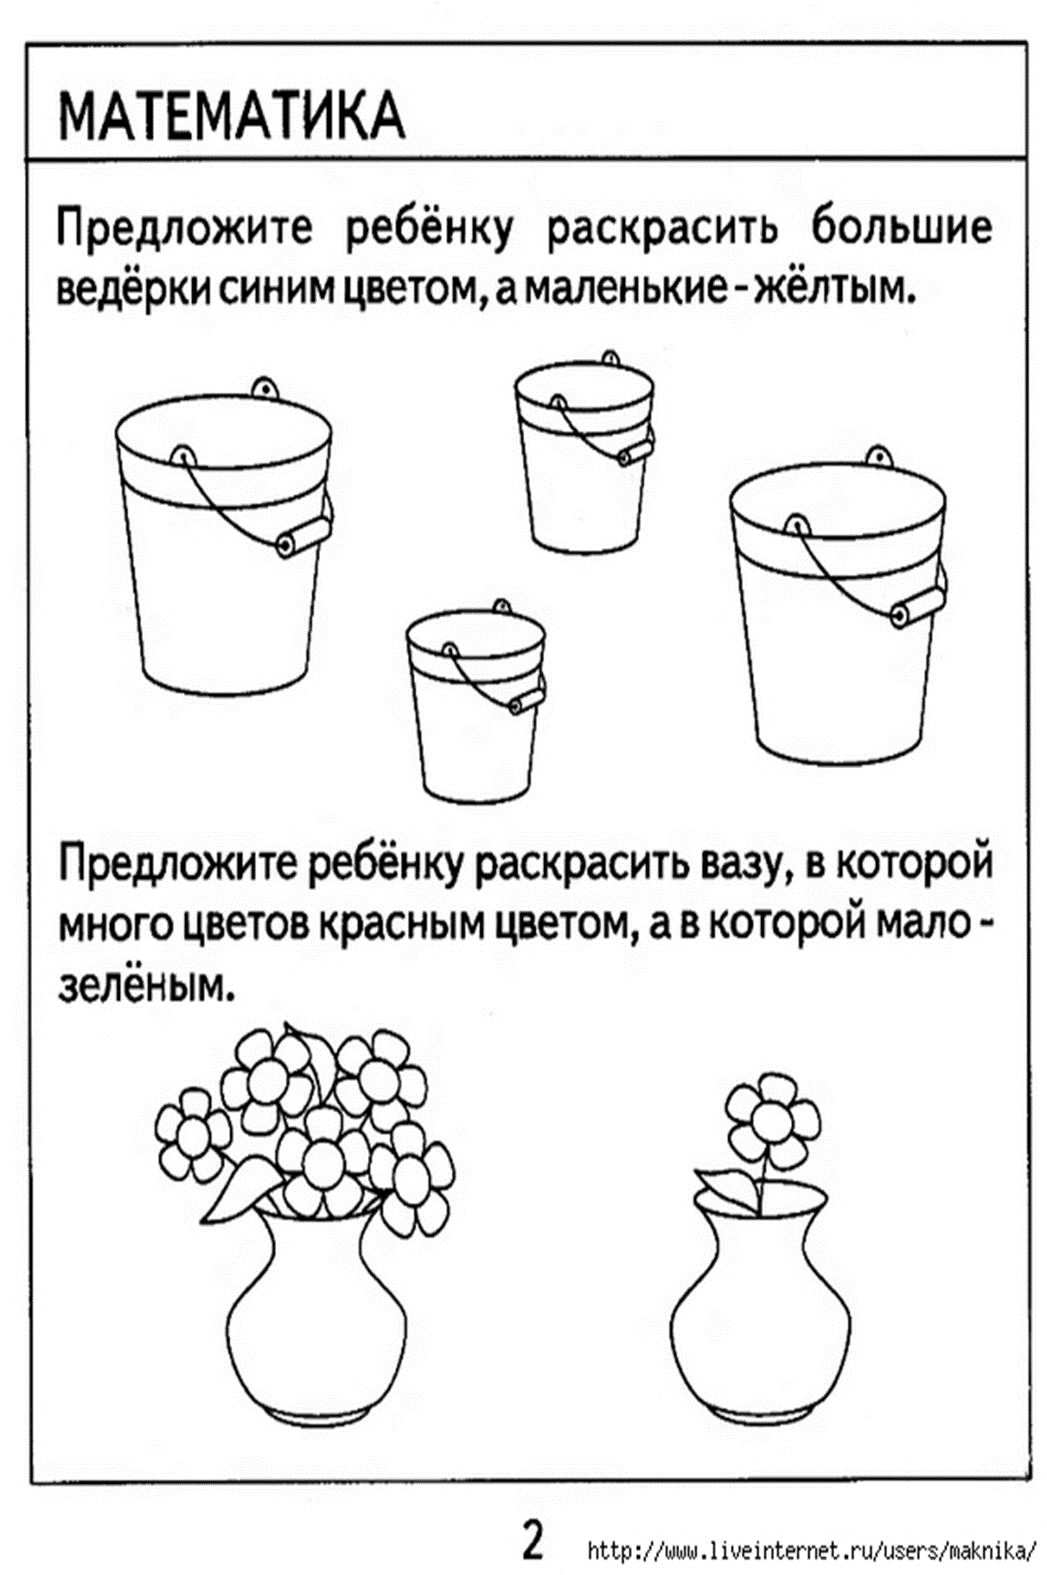 МАТЕМАТИКА
Предложите ребёнку раскрасить большие
ведёрки синим цветом, а маленькие - жёлтым.
Предложите ребёнку раскрасить вазу, в которой
много цветов красным цветом, а в которой мало -
зелёным.
2
http://www.liveinternet.ru/users/maknika/